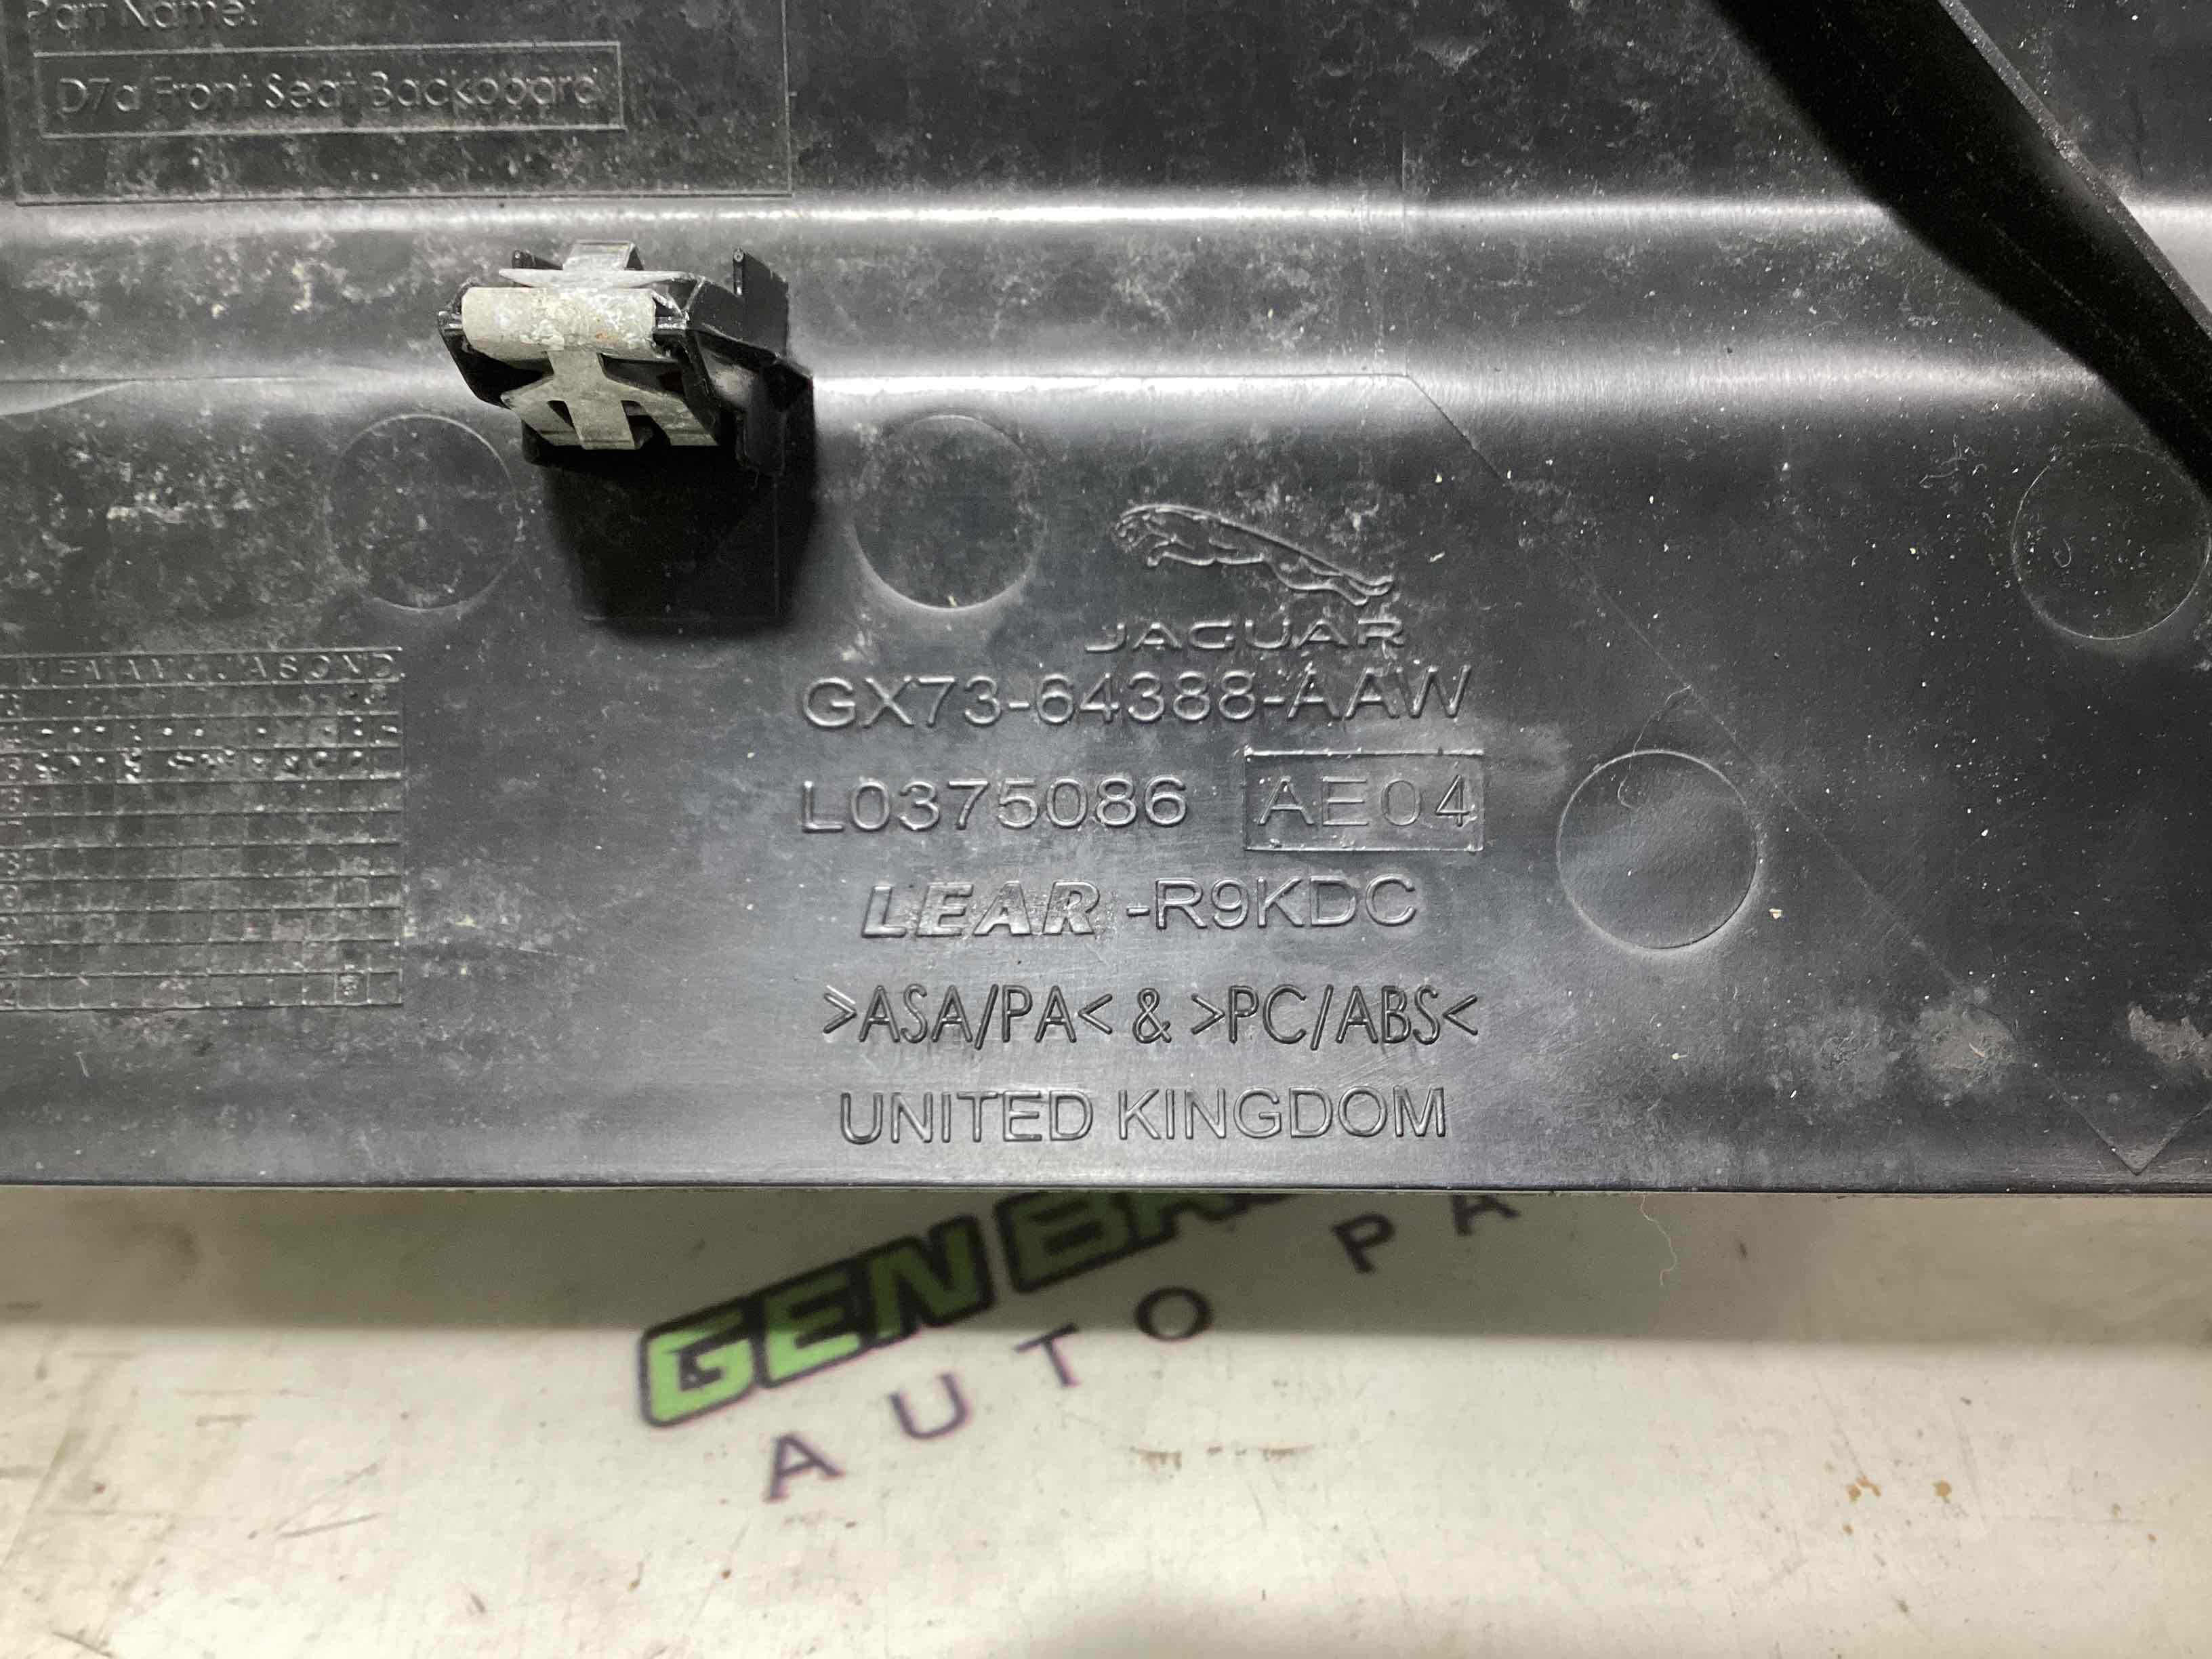 Part Name:
D7a Front Seat Backboard
JAGUAR
GX73-64388-AAW
J F M A M J J A S O N D
L0375086 AE04
LEAR -R9KDC
>ASA/PA< & >PC/ABS<
UNITED KINGDOM
GEN
AUTO PA